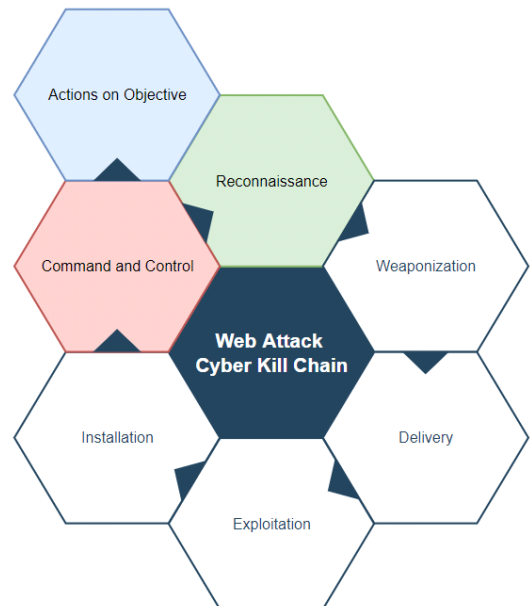 Actions on Objective
Reconnaissance
Command and Control
Weaponization
Web Attack
Cyber Kill Chain
Installation
Delivery
Exploitation